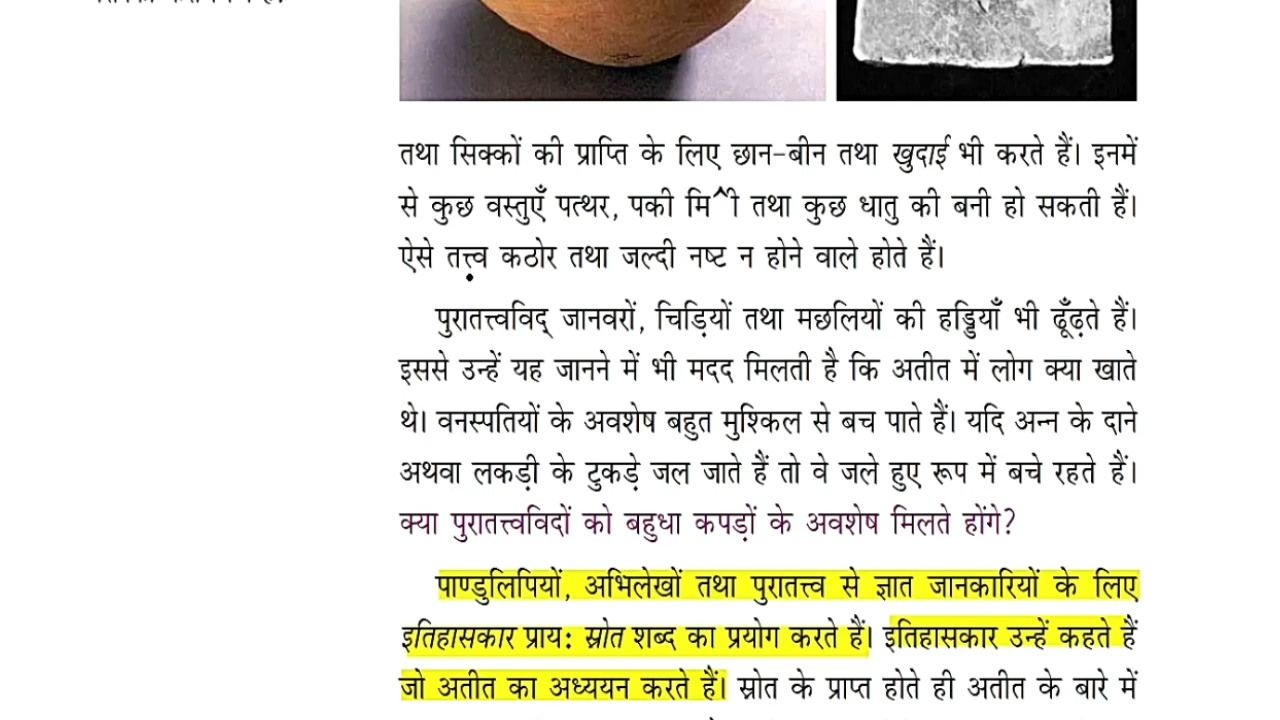 तथा सिक्कों की प्राप्ति के लिए छान-बीन तथा खुदाई भी करते हैं। इनमें
से कुछ वस्तुएँ पत्थर, पकी मि^ी तथा कुछ धातु की बनी हो सकती हैं।
ऐसे तत्त्व कठोर तथा जल्दी नष्ट न होने वाले होते हैं।
पुरातत्त्वविद् जानवरों, चिड़ियों तथा मछलियों की हड्डियाँ भी ढूँढ़ते हैं।
इससे उन्हें यह जानने में भी मदद मिलती है कि अतीत में लोग क्या खाते
थे। वनस्पतियों के अवशेष बहुत मुश्किल से बच पाते हैं। यदि अन्न के दाने
अथवा लकड़ी के टुकड़े जल जाते हैं तो वे जले हुए रूप में बचे रहते हैं।
क्या पुरातत्त्वविदों को बहुधा कपड़ों के अवशेष मिलते होंगे?
पाण्डुलिपियों, अभिलेखों तथा पुरातत्त्व से ज्ञात जानकारियों के लिए
इतिहासकार प्रायः स्रोत शब्द का प्रयोग करते हैं। इतिहासकार उन्हें कहते हैं
जो अतीत का अध्ययन करते हैं। स्रोत के प्राप्त होते ही अतीत के बारे में